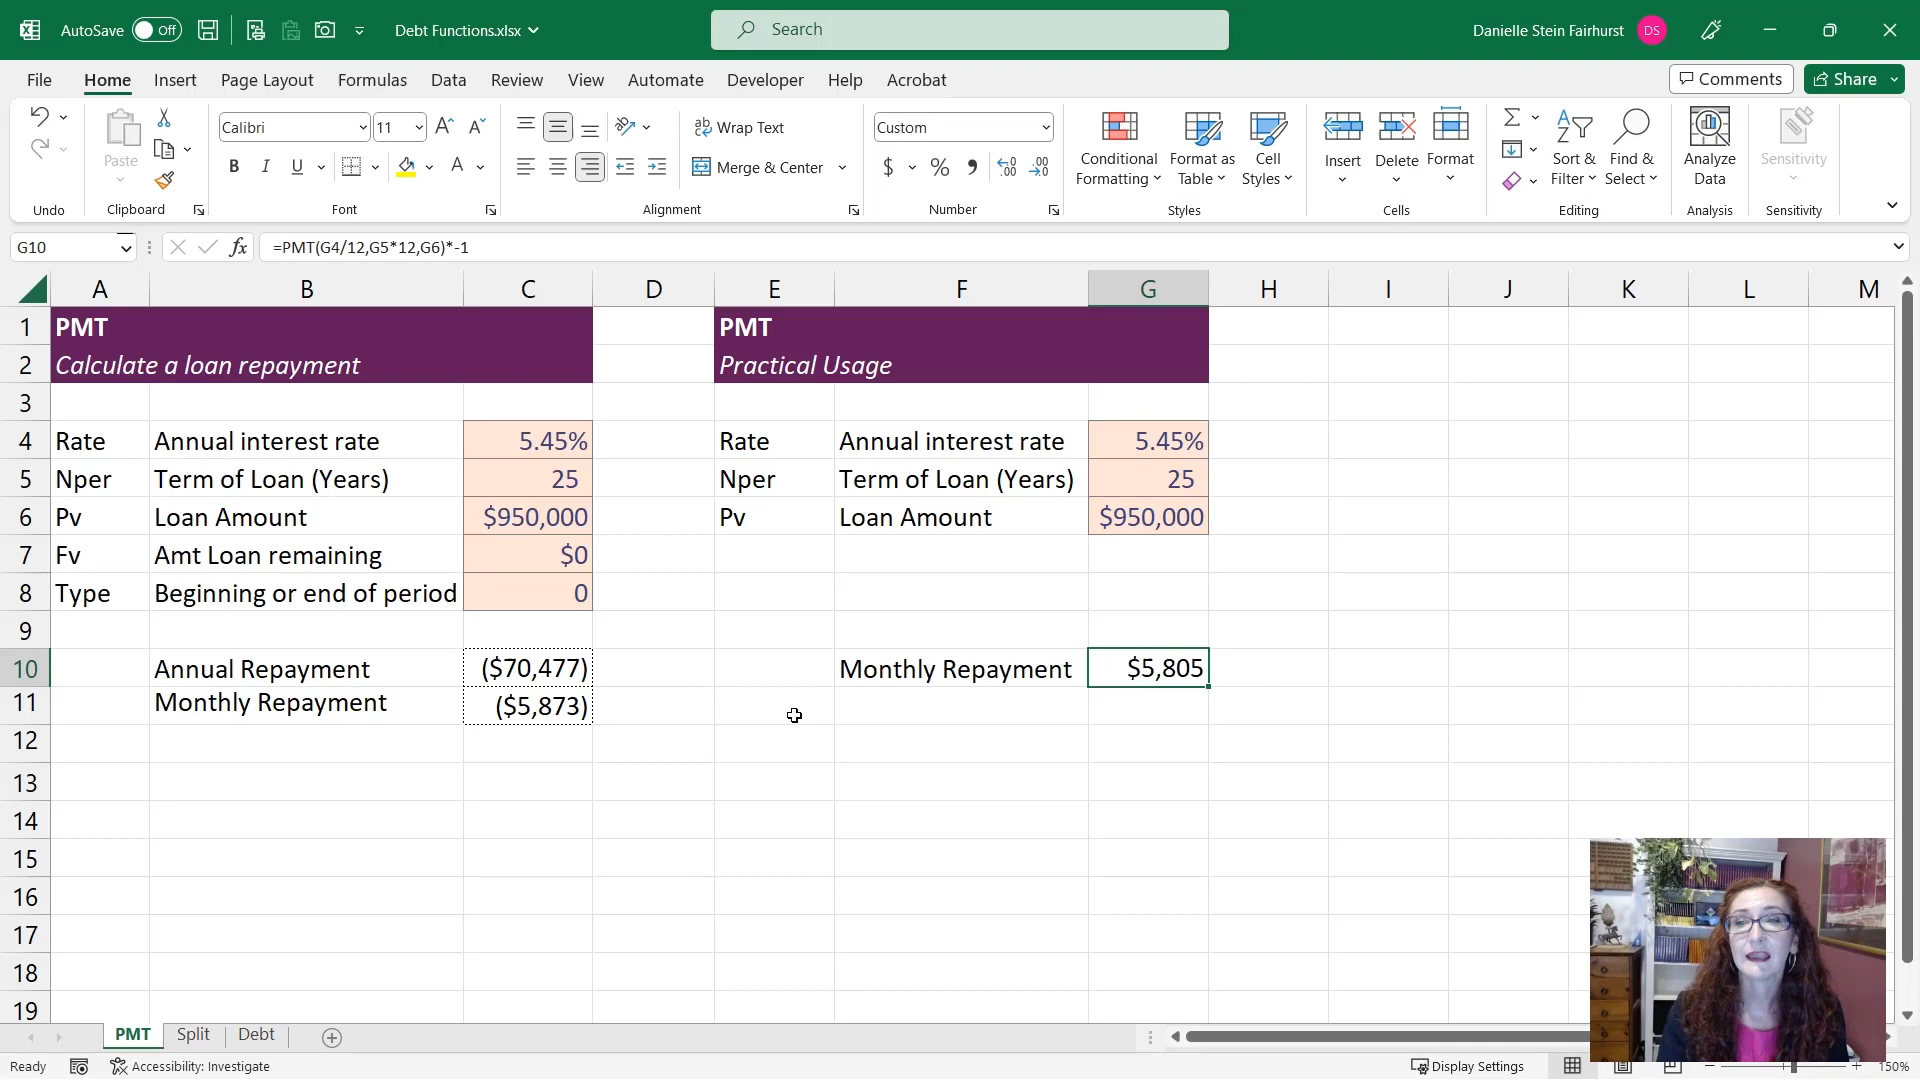 AutoSave Off Debt Functions.xlsx Search Danielle Stein Fairhurst DS
File Home Insert Page Layout Formulas Data Review View Automate Developer Help Acrobat Comments Share
Calibri 11 Wrap Text Custom
Paste Merge & Center $ % Conditional Formatting Format as Table Cell Styles Insert Delete Format Sort & Filter Find & Select Analyze Data Sensitivity
Undo Clipboard Font Alignment Number Styles Cells Editing Analysis Sensitivity
G10 fx =PMT(G4/12,G5*12,G6)*-1
A B C D E F G H I J K L M
1 PMT PMT
2 Calculate a loan repayment Practical Usage
3
4 Rate Annual interest rate 5.45% Rate Annual interest rate 5.45%
5 Nper Term of Loan (Years) 25 Nper Term of Loan (Years) 25
6 Pv Loan Amount $950,000 Pv Loan Amount $950,000
7 Fv Amt Loan remaining $0
8 Type Beginning or end of period 0
9
10 Annual Repayment ($70,477) Monthly Repayment $5,805
11 Monthly Repayment ($5,873)
12
13
14
15
16
17
18
19
PMT Split Debt
Ready Accessibility: Investigate Display Settings 150%